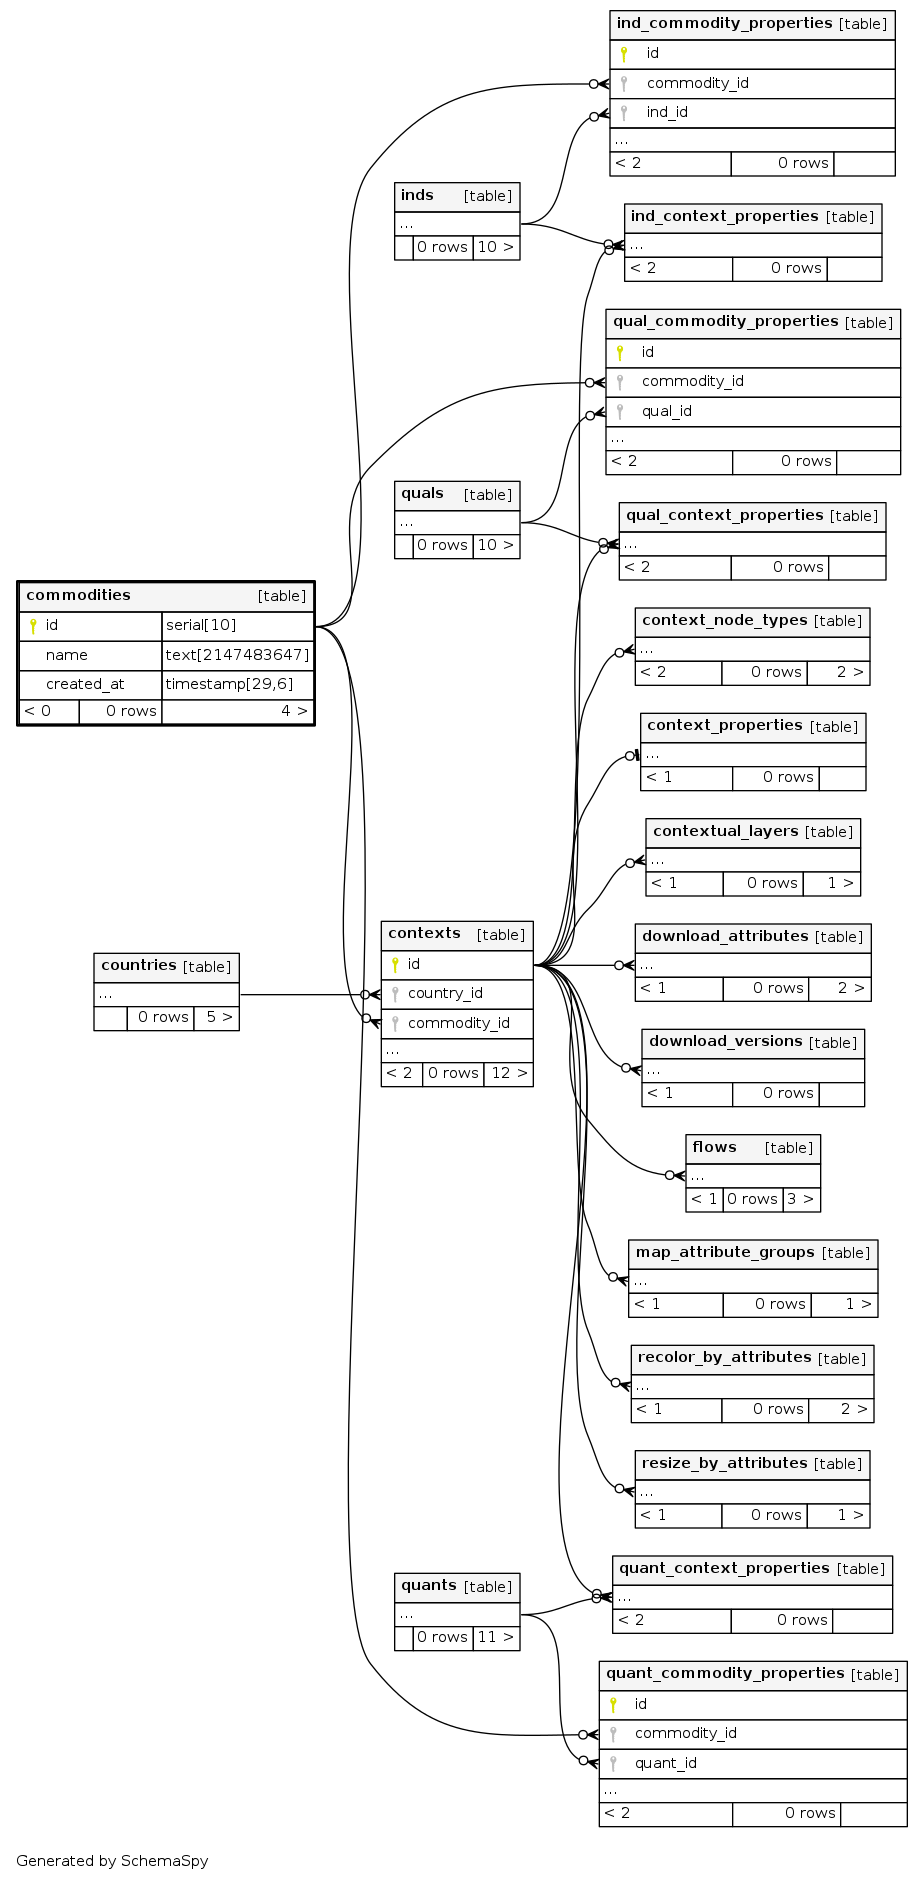 ind_commodity_properties [table]
id
commodity_id
ind_id
...
< 2 0 rows
inds [table]
...
0 rows 10 >
ind_context_properties [table]
...
< 2 0 rows
qual_commodity_properties [table]
id
commodity_id
qual_id
...
< 2 0 rows
quals [table]
...
0 rows 10 >
qual_context_properties [table]
...
< 2 0 rows
commodities [table]
id serial[10]
name text[2147483647]
created_at timestamp[29,6]
< 0 0 rows 4 >
context_node_types [table]
...
< 2 0 rows 2 >
context_properties [table]
...
< 1 0 rows
contextual_layers [table]
...
< 1 0 rows 1 >
countries [table]
...
0 rows 5 >
contexts [table]
id
country_id
commodity_id
...
< 2 0 rows 12 >
download_attributes [table]
...
< 1 0 rows 2 >
download_versions [table]
...
< 1 0 rows
flows [table]
...
< 1 0 rows 3 >
map_attribute_groups [table]
...
< 1 0 rows 1 >
recolor_by_attributes [table]
...
< 1 0 rows 2 >
resize_by_attributes [table]
...
< 1 0 rows 1 >
quants [table]
...
0 rows 11 >
quant_context_properties [table]
...
< 2 0 rows
quant_commodity_properties [table]
id
commodity_id
quant_id
...
< 2 0 rows
Generated by SchemaSpy